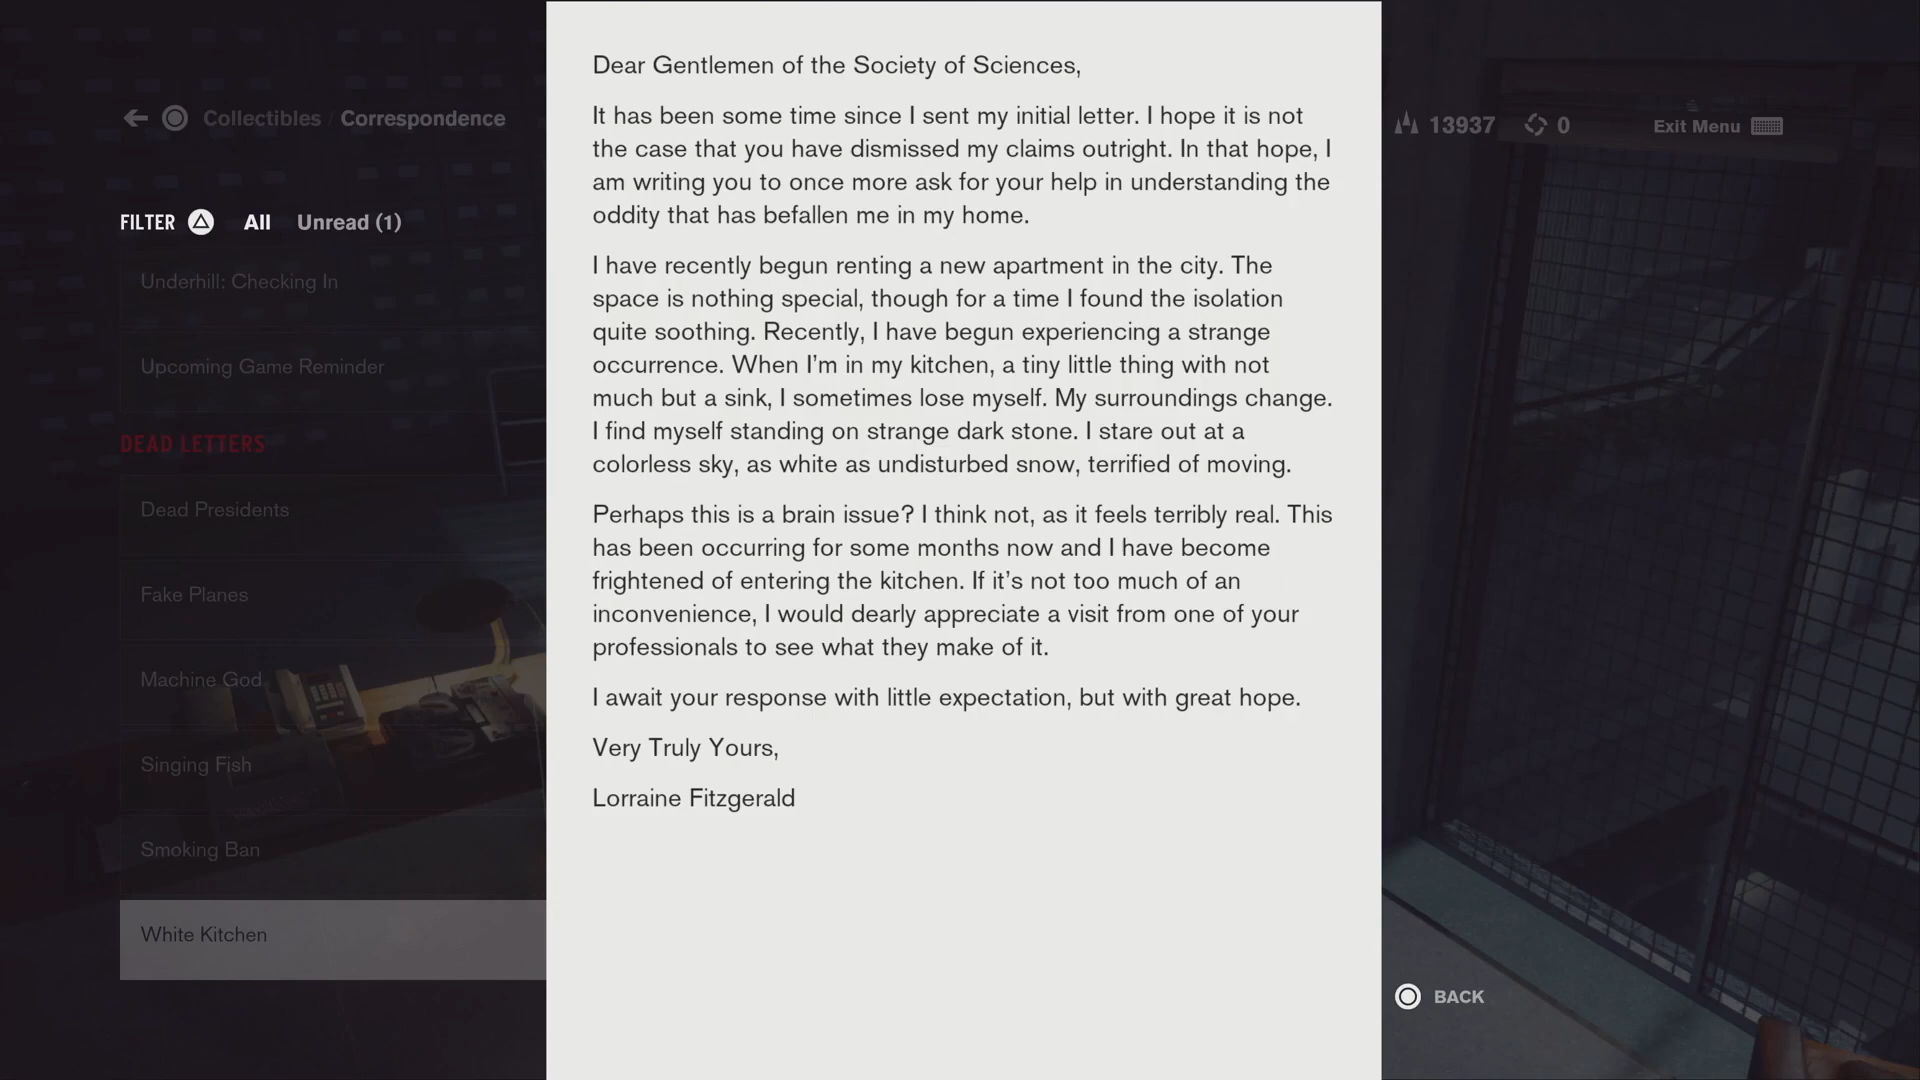 Collectibles / Correspondence
FILTER All Unread (1)
Underhill: Checking In
Upcoming Game Reminder
DEAD LETTERS
Dead Presidents
Fake Planes
Machine God
Singing Fish
Smoking Ban
White Kitchen
Dear Gentlemen of the Society of Sciences,
It has been some time since I sent my initial letter. I hope it is not
the case that you have dismissed my claims outright. In that hope, I
am writing you to once more ask for your help in understanding the
oddity that has befallen me in my home.
I have recently begun renting a new apartment in the city. The
space is nothing special, though for a time I found the isolation
quite soothing. Recently, I have begun experiencing a strange
occurrence. When I'm in my kitchen, a tiny little thing with not
much but a sink, I sometimes lose myself. My surroundings change.
I find myself standing on strange dark stone. I stare out at a
colorless sky, as white as undisturbed snow, terrified of moving.
Perhaps this is a brain issue? I think not, as it feels terribly real. This
has been occurring for some months now and I have become
frightened of entering the kitchen. If it's not too much of an
inconvenience, I would dearly appreciate a visit from one of your
professionals to see what they make of it.
I await your response with little expectation, but with great hope.
Very Truly Yours,
Lorraine Fitzgerald
13937 0 Exit Menu
BACK